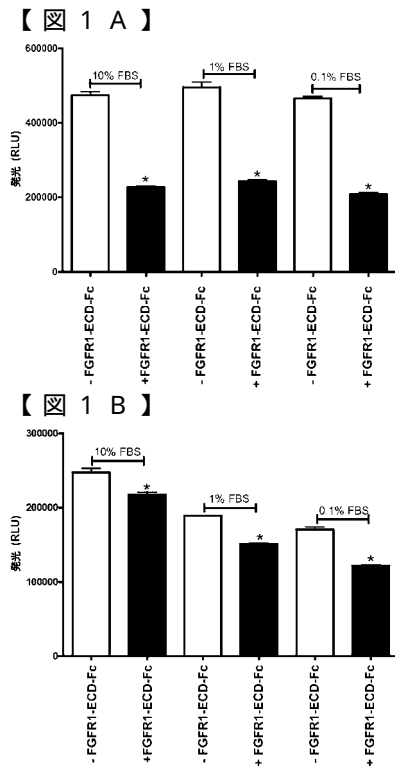 【図１Ａ】
600000
400000
200000
0
発光 (RLU)
10% FBS
1% FBS
0.1% FBS
*
*
*
- FGFR1-ECD-Fc
+FGFR1-ECD-Fc
- FGFR1-ECD-Fc
+ FGFR1-ECD-Fc
- FGFR1-ECD-Fc
+ FGFR1-ECD-Fc
【図１Ｂ】
300000
200000
100000
0
発光 (RLU)
10% FBS
1% FBS
0.1% FBS
*
*
*
- FGFR1-ECD-Fc
+FGFR1-ECD-Fc
- FGFR1-ECD-Fc
+ FGFR1-ECD-Fc
- FGFR1-ECD-Fc
+ FGFR1-ECD-Fc